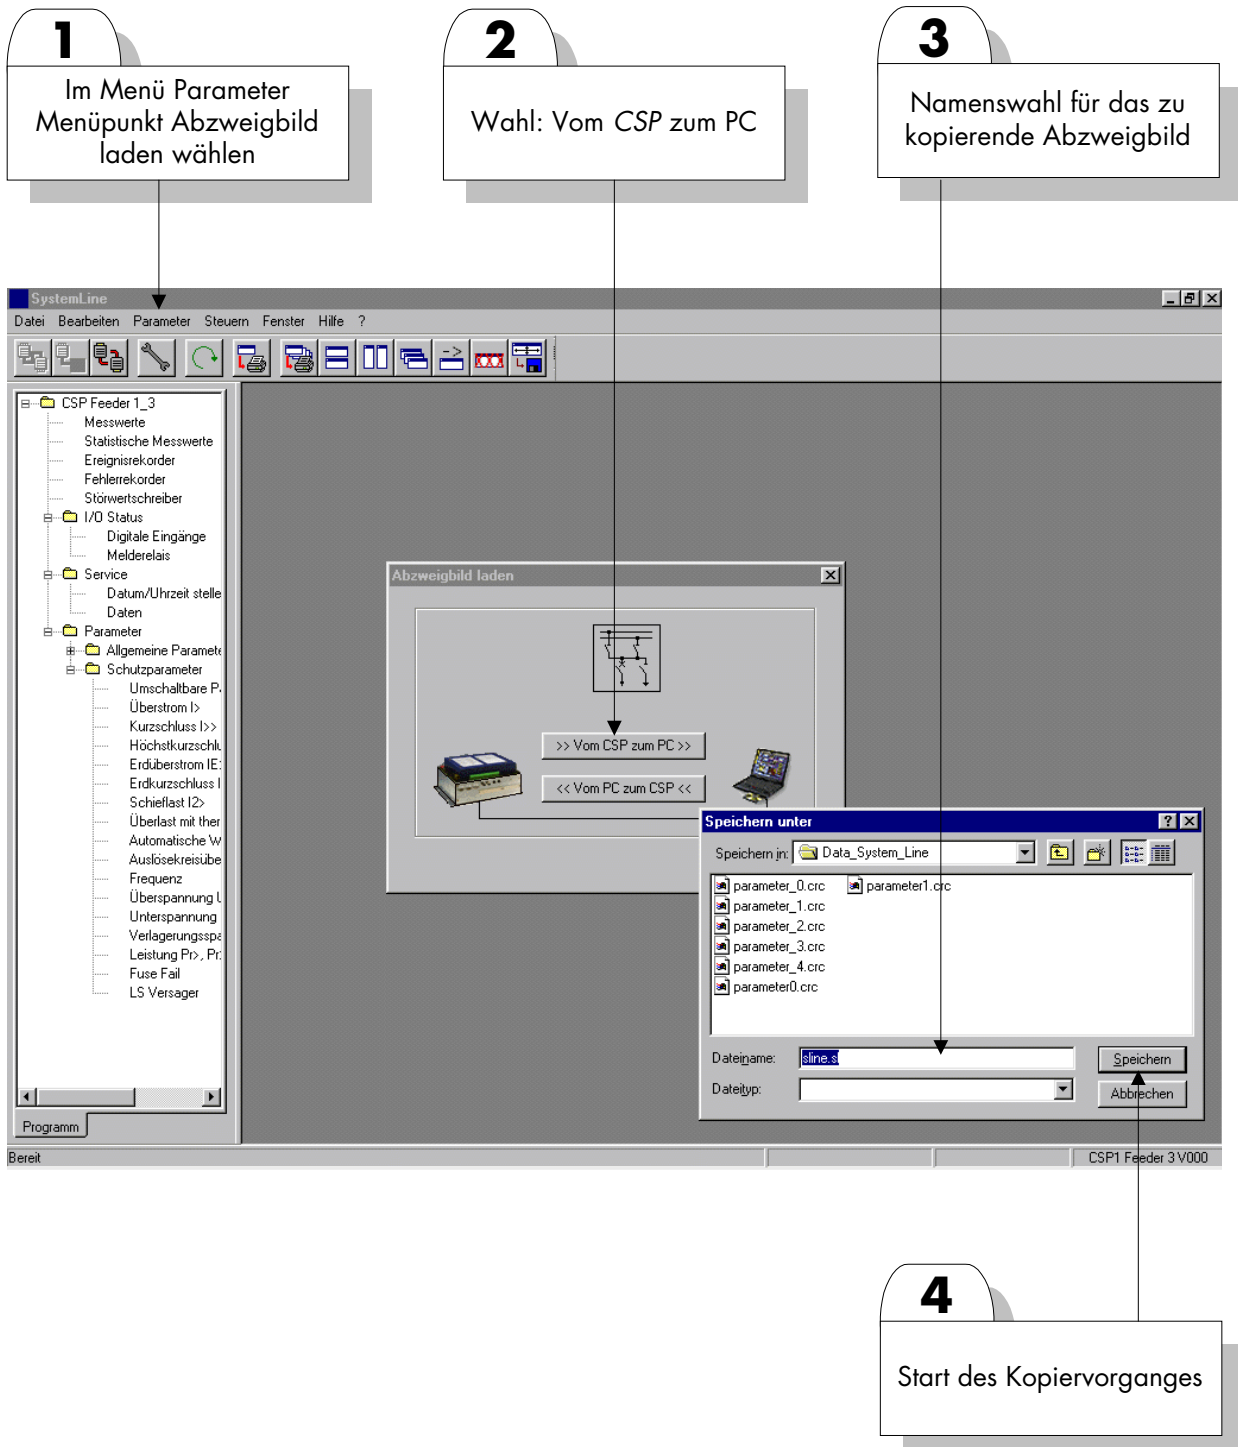 1
Im Menü Parameter
Menüpunkt Abzweigbild
laden wählen
2
Wahl: Vom CSP zum PC
3
Namenswahl für das zu
kopierende Abzweigbild
SystemLine
Datei Bearbeiten Parameter Steuern Fenster Hilfe ?
CSP Feeder 1_3
Messwerte
Statistische Messwerte
Ereignisrekorder
Fehlerrekorder
Störwertschreiber
I/O Status
Digitale Eingänge
Melderelais
Service
Datum/Uhrzeit stelle
Daten
Parameter
Allgemeine Paramete
Schutzparameter
Umschaltbare Pa
Überstrom I>
Kurzschluss I>>
Höchstkurzschlu
Erdüberstrom IE
Erdkurzschluss I
Schieflast I2>
Überlast mit ther
Automatische W
Auslösekreisübe
Frequenz
Überspannung U
Unterspannung
Verlagerungsspa
Leistung Pr>, Pr
Fuse Fail
LS Versager
Programm
Bereit
CSP1 Feeder 3 V000
Abzweigbild laden
>> Vom CSP zum PC >>
<< Vom PC zum CSP <<
Speichern unter
Speichern in: Data_System_Line
parameter_0.crc
parameter_1.crc
parameter_2.crc
parameter_3.crc
parameter_4.crc
parameter0.crc
parameter1.crc
Dateiname: sline.sl
Speichern
Dateityp:
Abbrechen
4
Start des Kopiervorganges